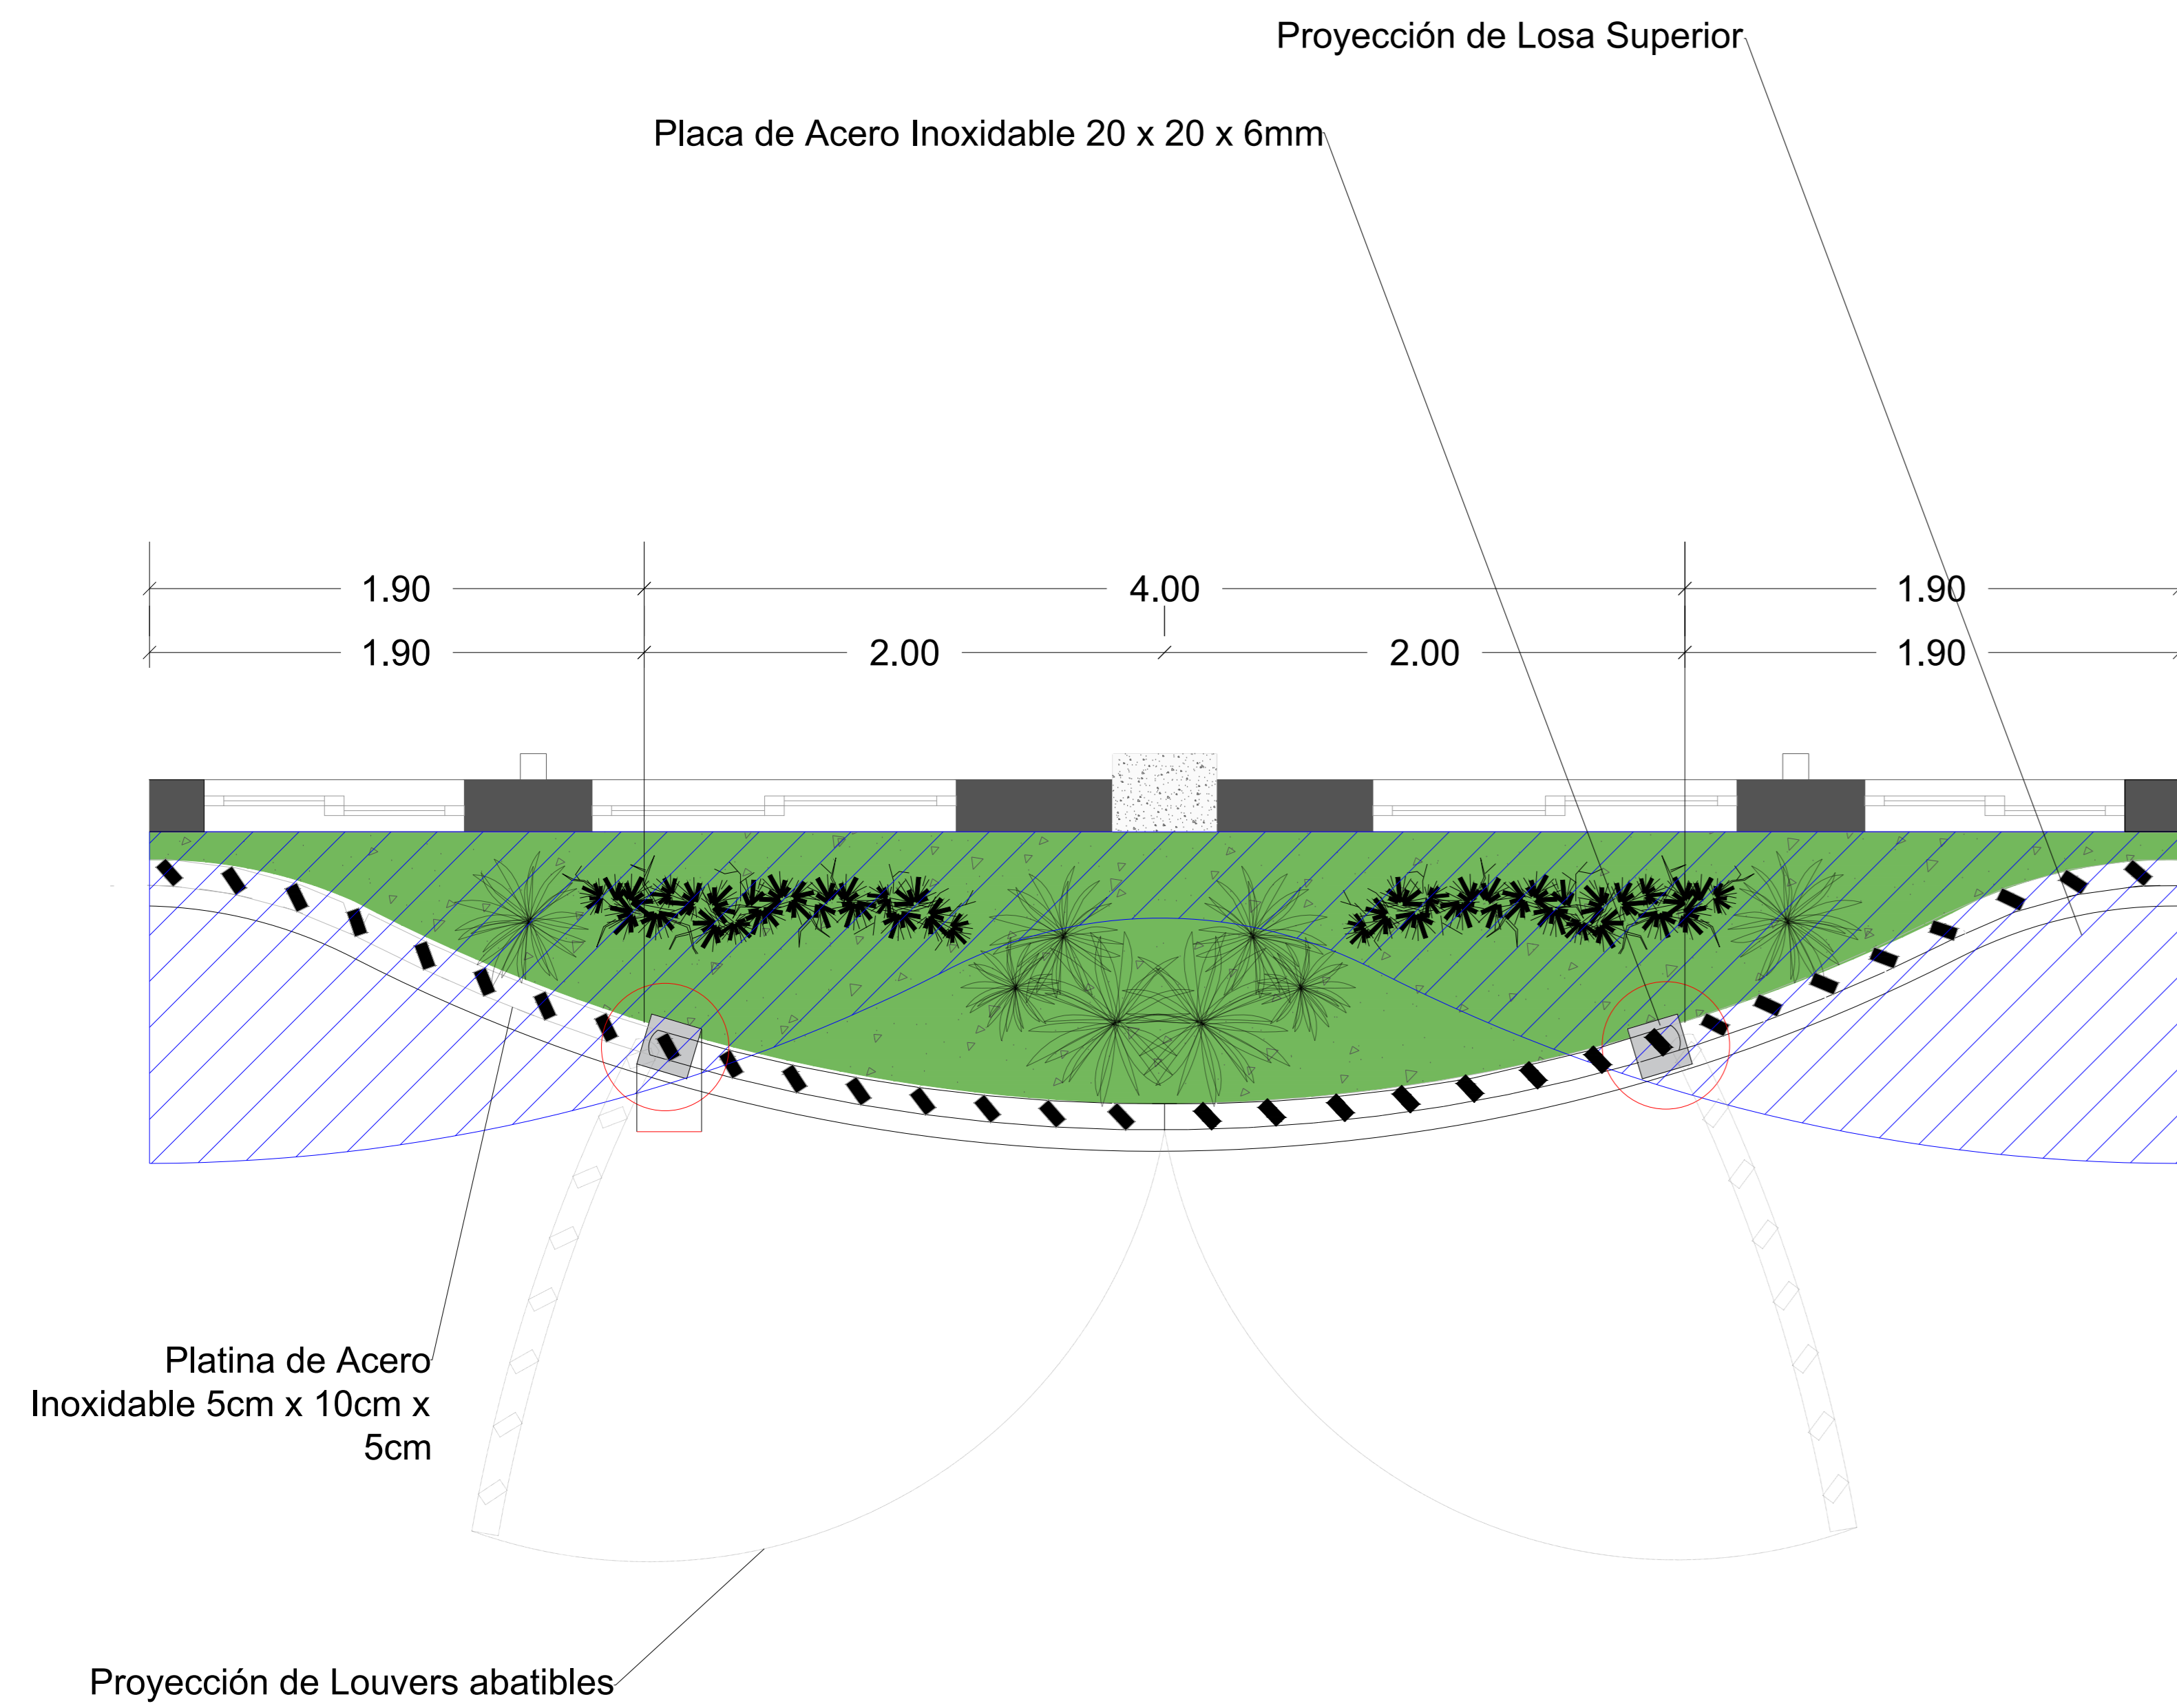 Proyección de Losa Superior
Placa de Acero Inoxidable 20 x 20 x 6mm
1.90
4.00
1.90
1.90
2.00
2.00
1.90
Platina de Acero
Inoxidable 5cm x 10cm x
5cm
Proyección de Louvers abatibles